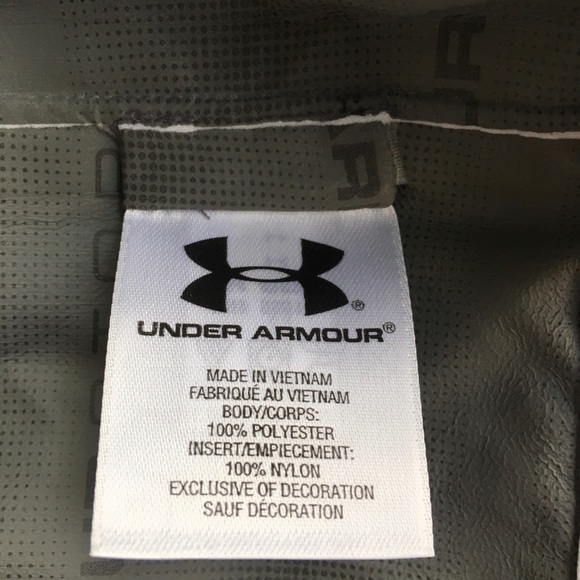 UNDER ARMOUR®
MADE IN VIETNAM
FABRIQUÉ AU VIETNAM
BODY/CORPS:
100% POLYESTER
INSERT/EMPIECEMENT:
100% NYLON
EXCLUSIVE OF DECORATION
SAUF DÉCORATION